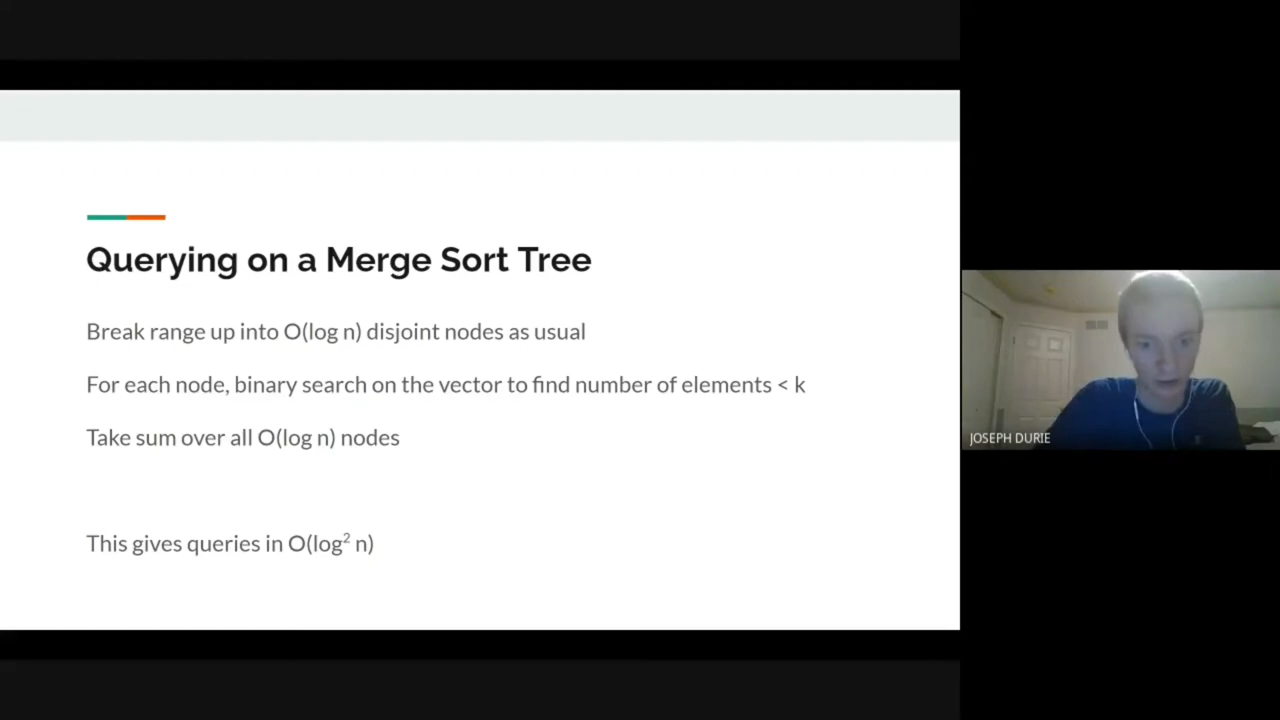 Querying on a Merge Sort Tree
Break range up into O(log n) disjoint nodes as usual
For each node, binary search on the vector to find number of elements < k
Take sum over all O(log n) nodes
This gives queries in O(log² n)
JOSEPH DURIE